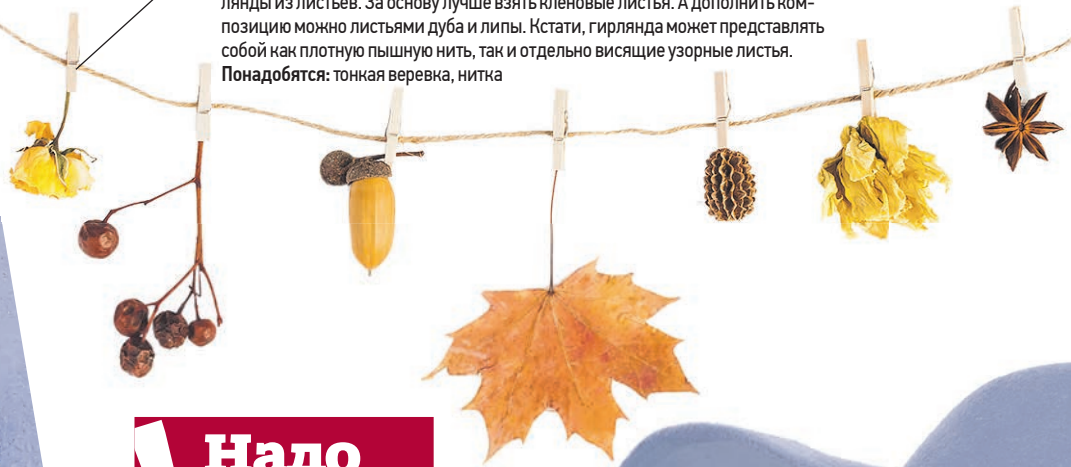 лянды из листьев. За основу лучше взять кленовые листья. А дополнить ком-
позицию можно листьями дуба и липы. Кстати, гирлянда может представлять
собой как плотную пышную нить, так и отдельно висящие узорные листья.
Понадобятся: тонкая веревка, нитка
Надо